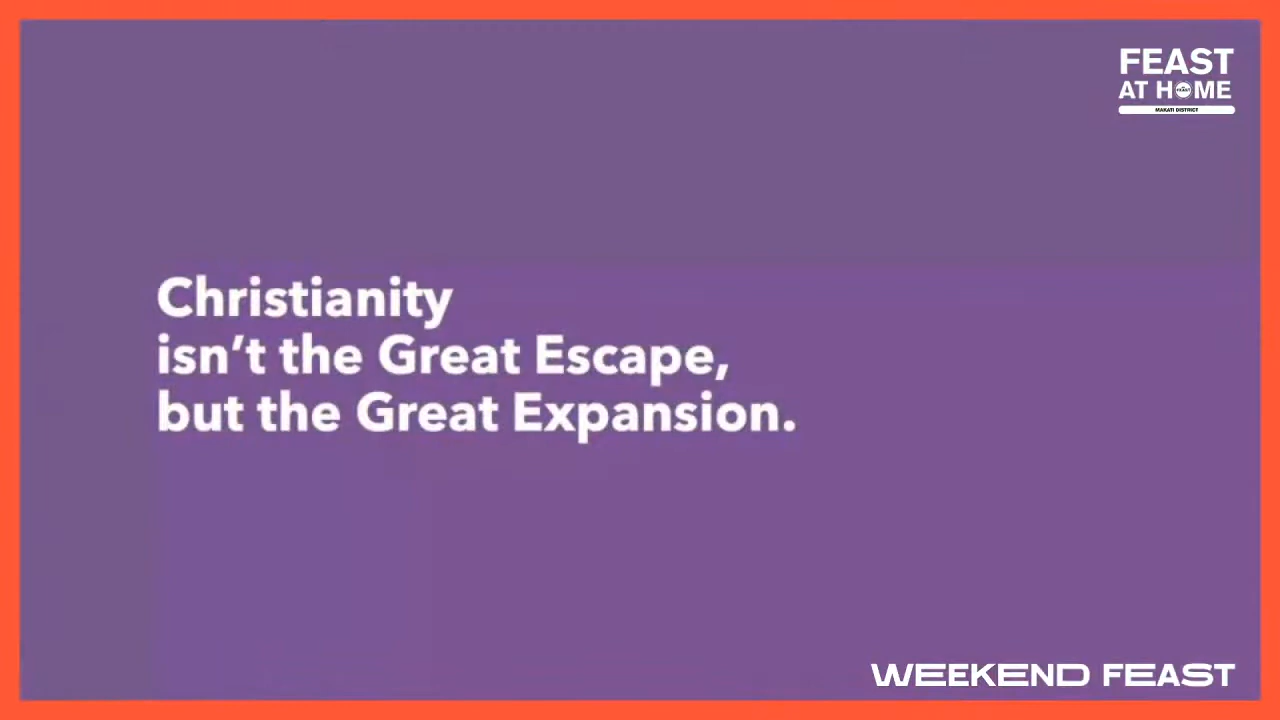 FEAST
AT HOME
MAKATI DISTRICT
Christianity
isn’t the Great Escape,
but the Great Expansion.
WEEKEND FEAST